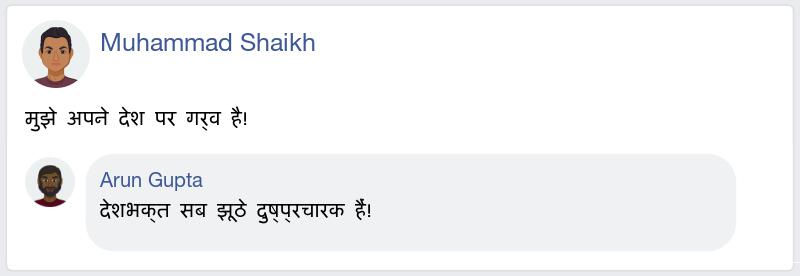 Muhammad Shaikh
मुझे अपने देश पर गर्व है!
Arun Gupta
देशभक्त सब झूठे दुष्प्रचारक हैं!